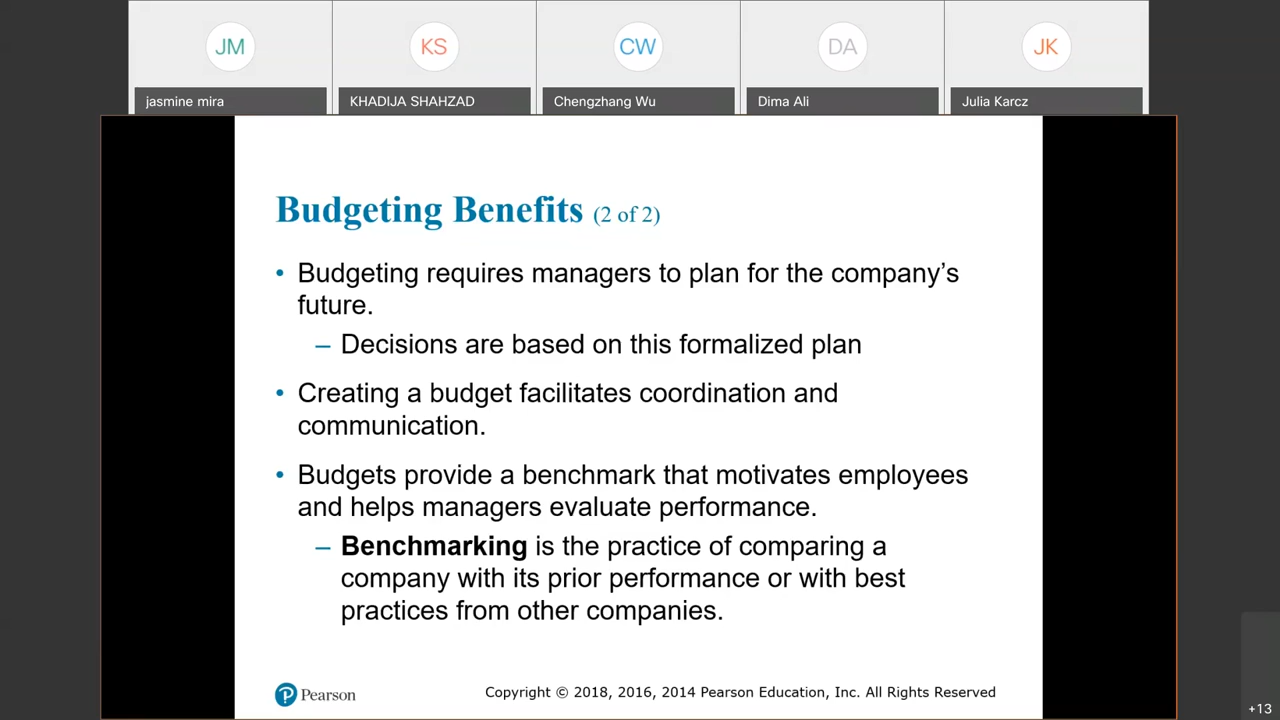 JM
KS
CW
DA
JK
jasmine mira
KHADIJA SHAHZAD
Chengzhang Wu
Dima Ali
Julia Karcz
Budgeting Benefits (2 of 2)
• Budgeting requires managers to plan for the company’s
future.
– Decisions are based on this formalized plan
• Creating a budget facilitates coordination and
communication.
• Budgets provide a benchmark that motivates employees
and helps managers evaluate performance.
– Benchmarking is the practice of comparing a
company with its prior performance or with best
practices from other companies.
P Pearson
Copyright © 2018, 2016, 2014 Pearson Education, Inc. All Rights Reserved
+13